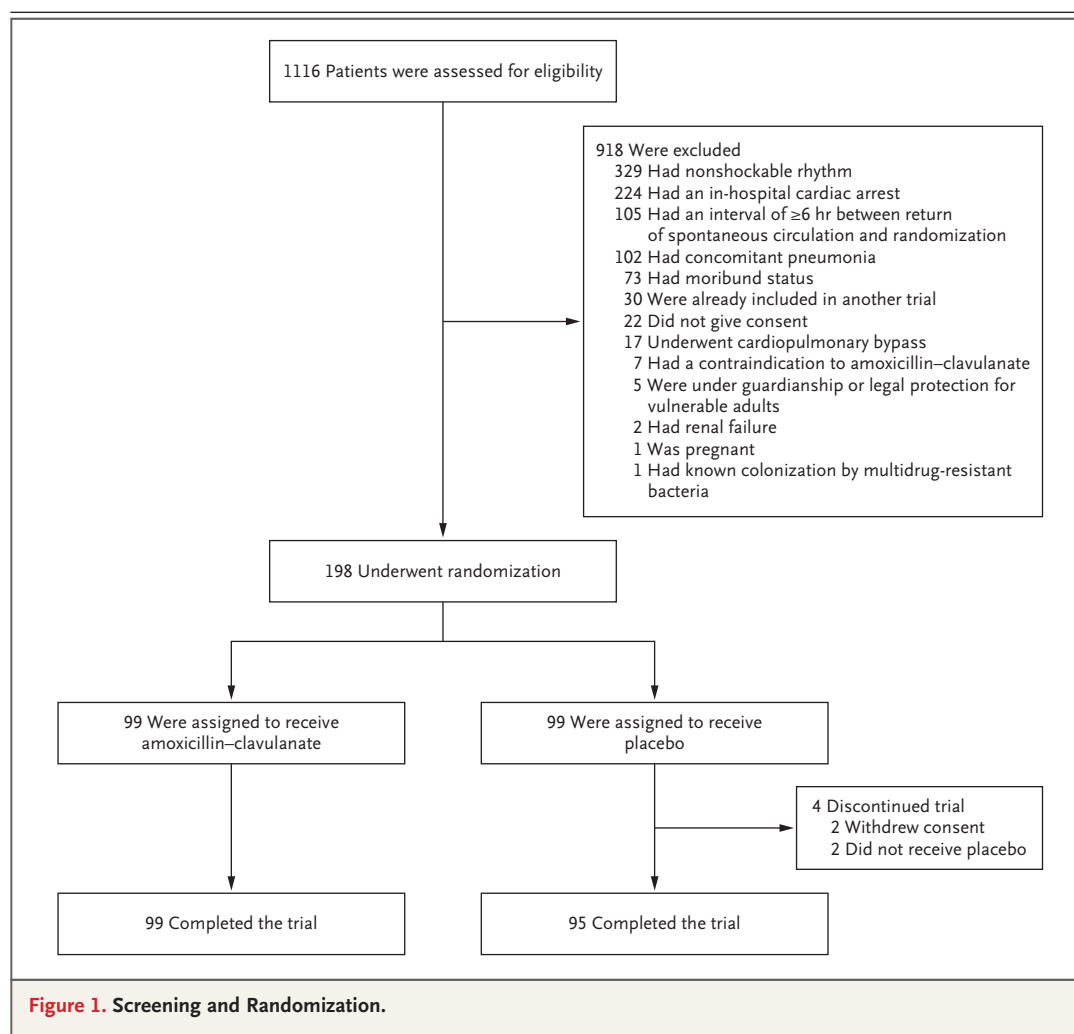 1116 Patients were assessed for eligibility
918 Were excluded
329 Had nonshockable rhythm
224 Had an in-hospital cardiac arrest
105 Had an interval of ≥6 hr between return
of spontaneous circulation and randomization
102 Had concomitant pneumonia
73 Had moribund status
30 Were already included in another trial
22 Did not give consent
17 Underwent cardiopulmonary bypass
7 Had a contraindication to amoxicillin–clavulanate
5 Were under guardianship or legal protection for
vulnerable adults
2 Had renal failure
1 Was pregnant
1 Had known colonization by multidrug-resistant
bacteria
198 Underwent randomization
99 Were assigned to receive
amoxicillin–clavulanate
99 Were assigned to receive
placebo
4 Discontinued trial
2 Withdrew consent
2 Did not receive placebo
99 Completed the trial
95 Completed the trial
Figure 1. Screening and Randomization.